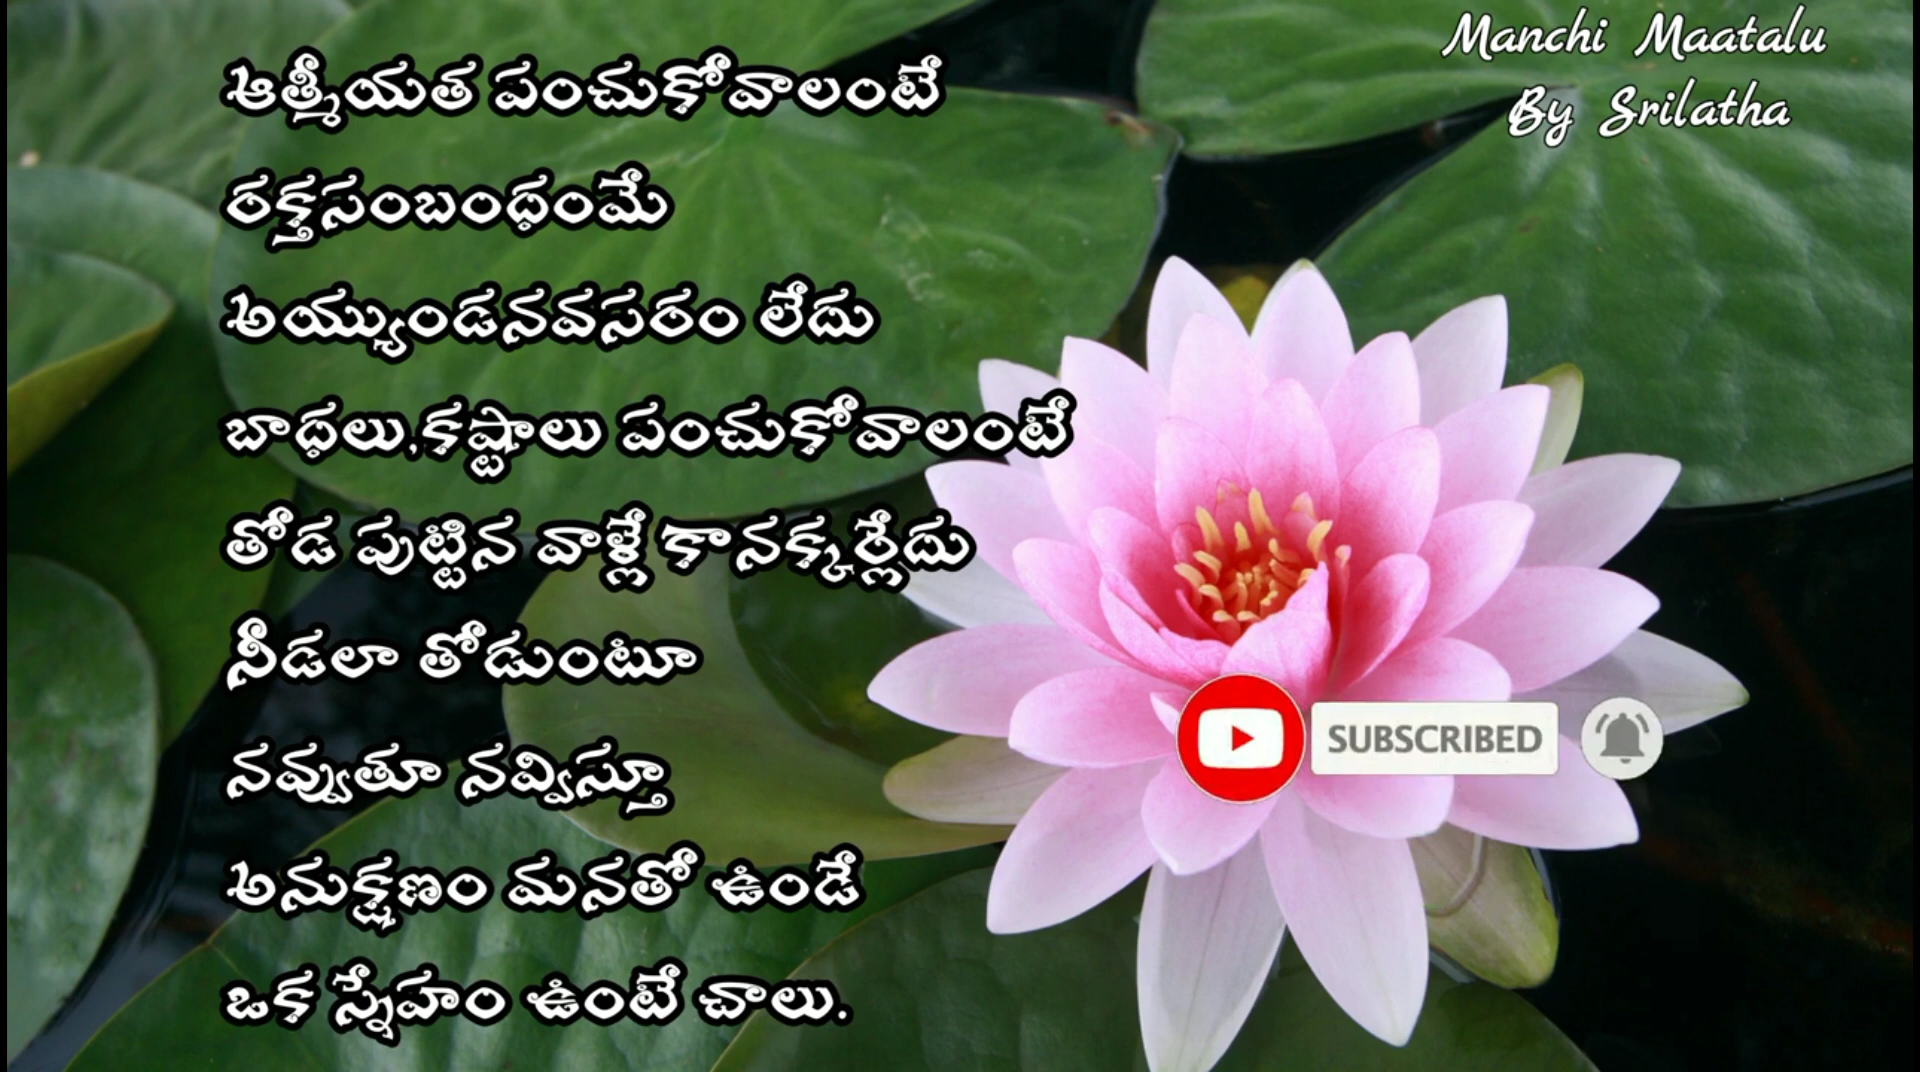 Manchi Maatalu
By Srilatha
ఆత్మీయత పంచుకోవాలంటే
రక్తసంబంధంమే
అయ్యుండనవసరం లేదు
బాధలు,కష్టాలు పంచుకోవాలంటే
తోడ పుట్టిన వాళ్లే కానక్కర్లేదు
నీడలా తోడుంటూ
నవ్వుతూ నవ్విస్తూ
అనుక్షణం మనతో ఉండే
ఒక స్నేహం ఉంటే చాలు.
SUBSCRIBED